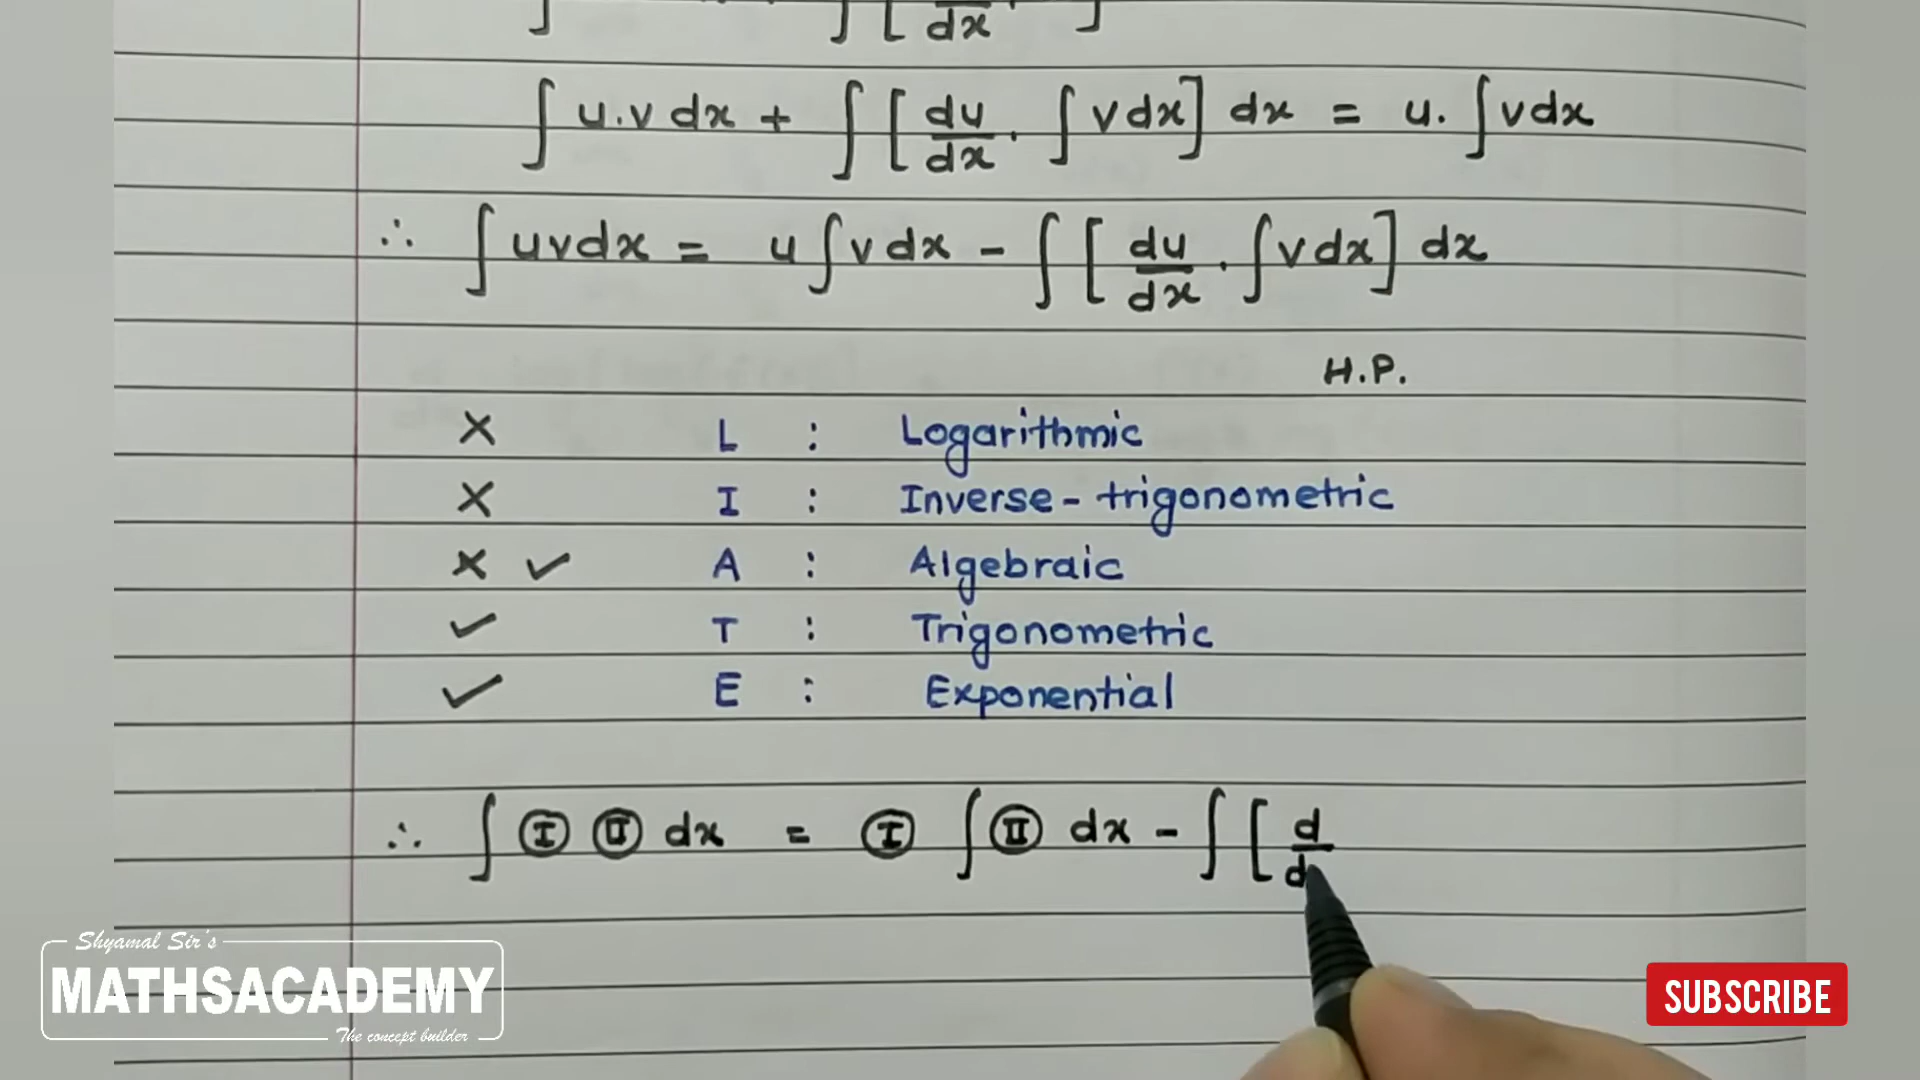 ∫ [ dx ]
∫ u.v dx + ∫ [ du/dx . ∫ v dx ] dx = u. ∫ v dx
∴ ∫ uvdx = u ∫ v dx - ∫ [ du/dx . ∫ v dx ] dx
H.P.
× L : Logarithmic
× I : Inverse - trigonometric
× ✓ A : Algebraic
✓ T : Trigonometric
✓ E : Exponential
∴ ∫ Ⓘ Ⓘ̲Ⓘ dx = Ⓘ ∫ Ⅱ dx - ∫ [ d/d
Shyamal Sir's
MATHSACADEMY
The concept builder
SUBSCRIBE